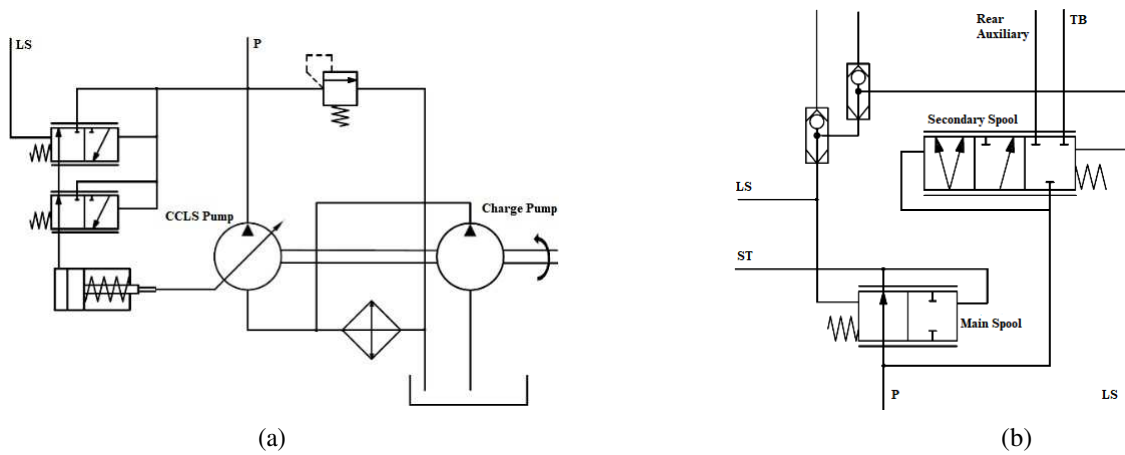 LS
P
CCLS Pump
Charge Pump
(a)
Rear
Auxiliary
TB
Secondary Spool
LS
ST
Main Spool
P
LS
(b)